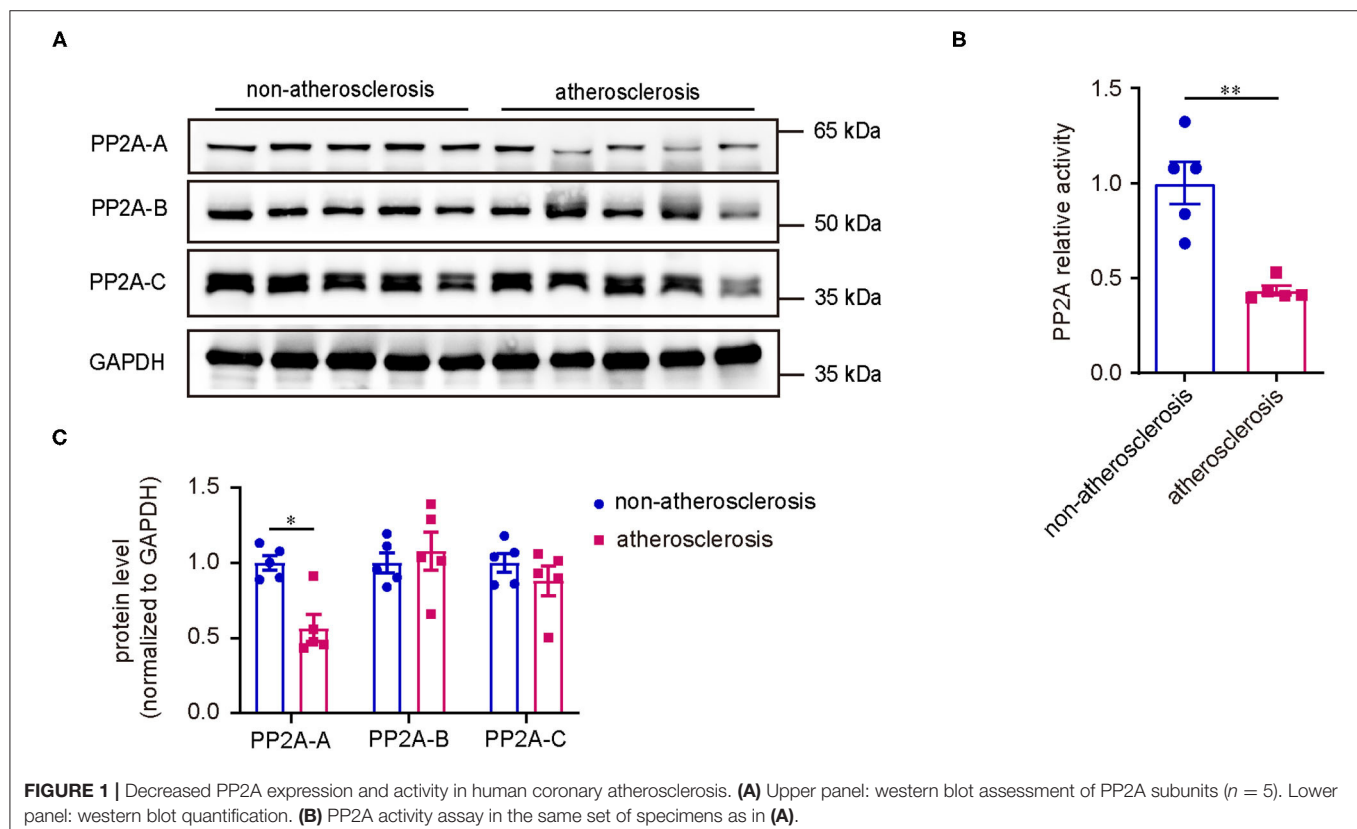 A
non-atherosclerosis atherosclerosis
PP2A-A
65 kDa
PP2A-B
50 kDa
PP2A-C
35 kDa
GAPDH
35 kDa
B
**
PP2A relative activity
1.5
1.0
0.5
0.0
non-atherosclerosis
atherosclerosis
C
protein level
(normalized to GAPDH)
1.5
1.0
0.5
0.0
*
PP2A-A PP2A-B PP2A-C
non-atherosclerosis
atherosclerosis
FIGURE 1 | Decreased PP2A expression and activity in human coronary atherosclerosis. (A) Upper panel: western blot assessment of PP2A subunits (n = 5). Lower
panel: western blot quantification. (B) PP2A activity assay in the same set of specimens as in (A).